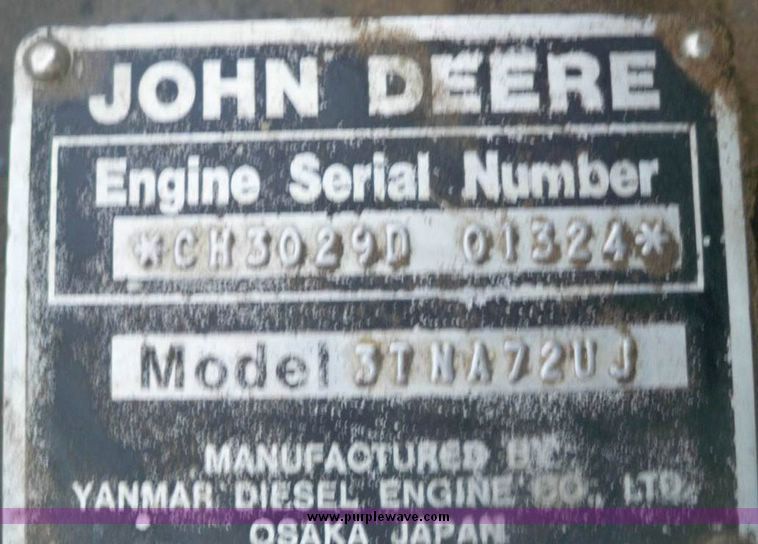 JOHN DEERE
Engine Serial Number
*CH3029D 01324*
Model 3TNA72UJ
MANUFACTURED BY
YANMAR DIESEL ENGINE CO., LTD.
www.purplewave.com
OSAKA JAPAN